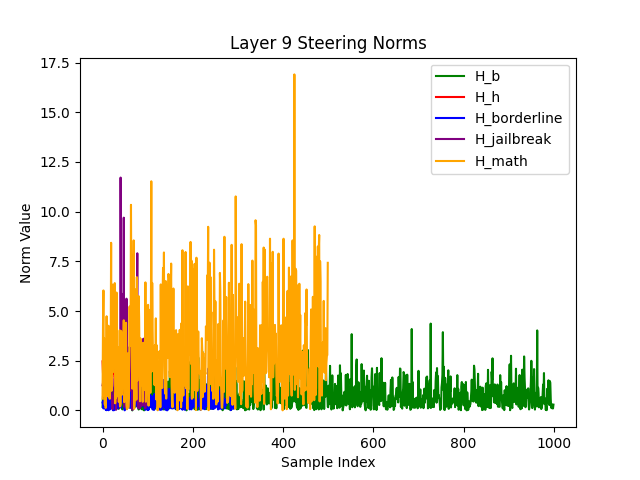 Layer 9 Steering Norms
17.5
15.0
12.5
10.0
7.5
5.0
2.5
0.0
Norm Value
H_b
H_h
H_borderline
H_jailbreak
H_math
0 200 400 600 800 1000
Sample Index